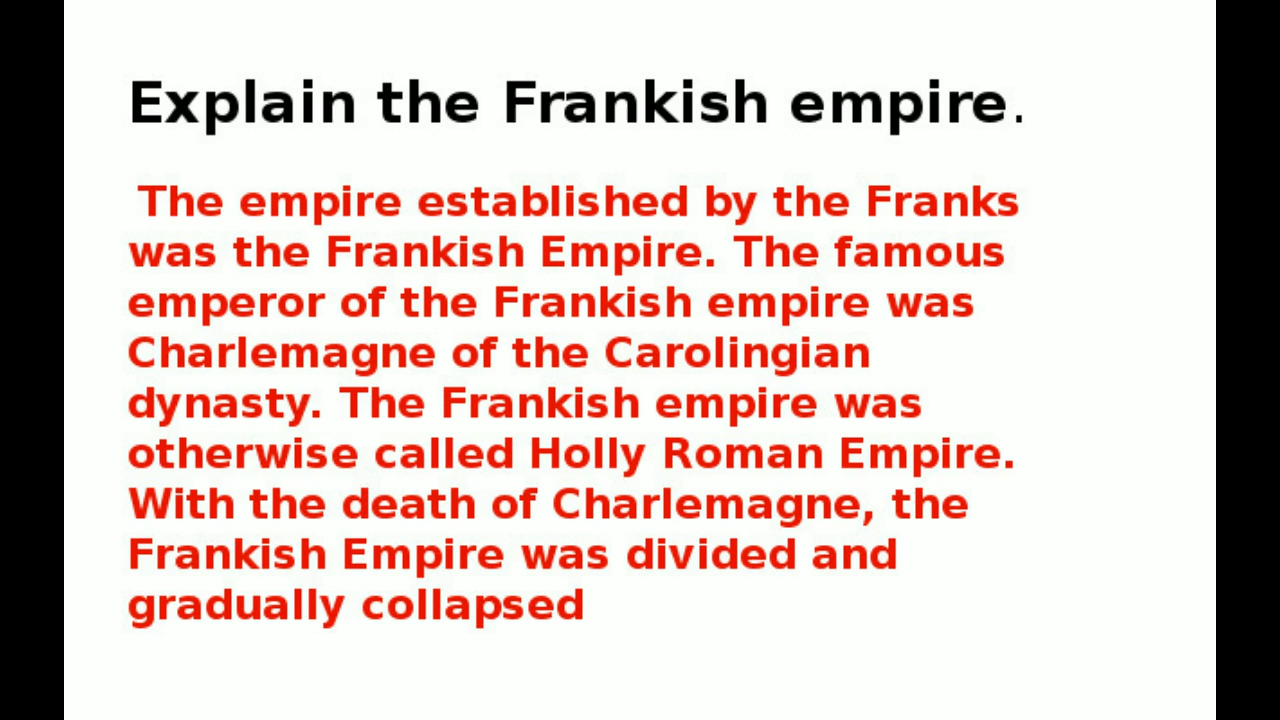 Explain the Frankish empire.
The empire established by the Franks
was the Frankish Empire. The famous
emperor of the Frankish empire was
Charlemagne of the Carolingian
dynasty. The Frankish empire was
otherwise called Holly Roman Empire.
With the death of Charlemagne, the
Frankish Empire was divided and
gradually collapsed